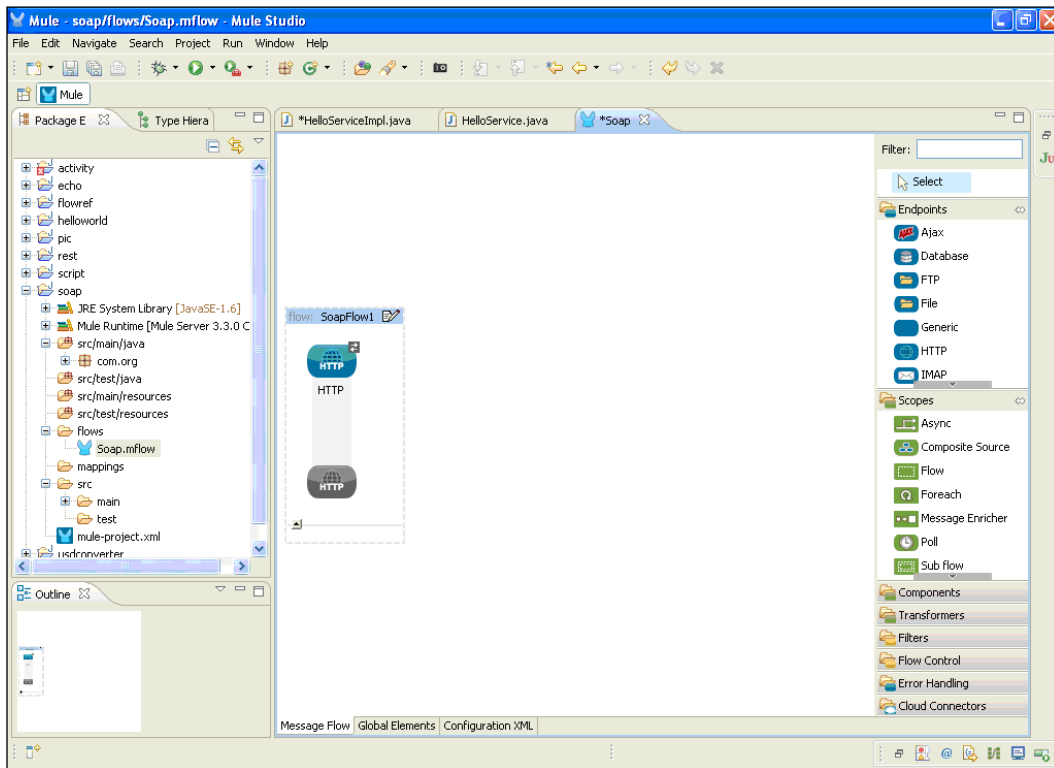 Mule - soap/flows/Soap.mflow - Mule Studio
File Edit Navigate Search Project Run Window Help
Mule
Package E
Type Hiera
*HelloServiceImpl.java
HelloService.java
*Soap
activity
echo
flowref
helloworld
pic
rest
script
soap
JRE System Library [JavaSE-1.6]
Mule Runtime [Mule Server 3.3.0 C
src/main/java
com.org
src/test/java
src/main/resources
src/test/resources
flows
Soap.mflow
mappings
src
main
test
mule-project.xml
usdconverter
Outline
flow: SoapFlow1
HTTP
HTTP
HTTP
Message Flow Global Elements Configuration XML
Filter:
Select
Endpoints
AJAX Ajax
Database
FTP
File
Generic
HTTP
IMAP
Scopes
Async
Composite Source
Flow
Foreach
Message Enricher
Poll
Sub flow
Components
Transformers
Filters
Flow Control
Error Handling
Cloud Connectors
Ju